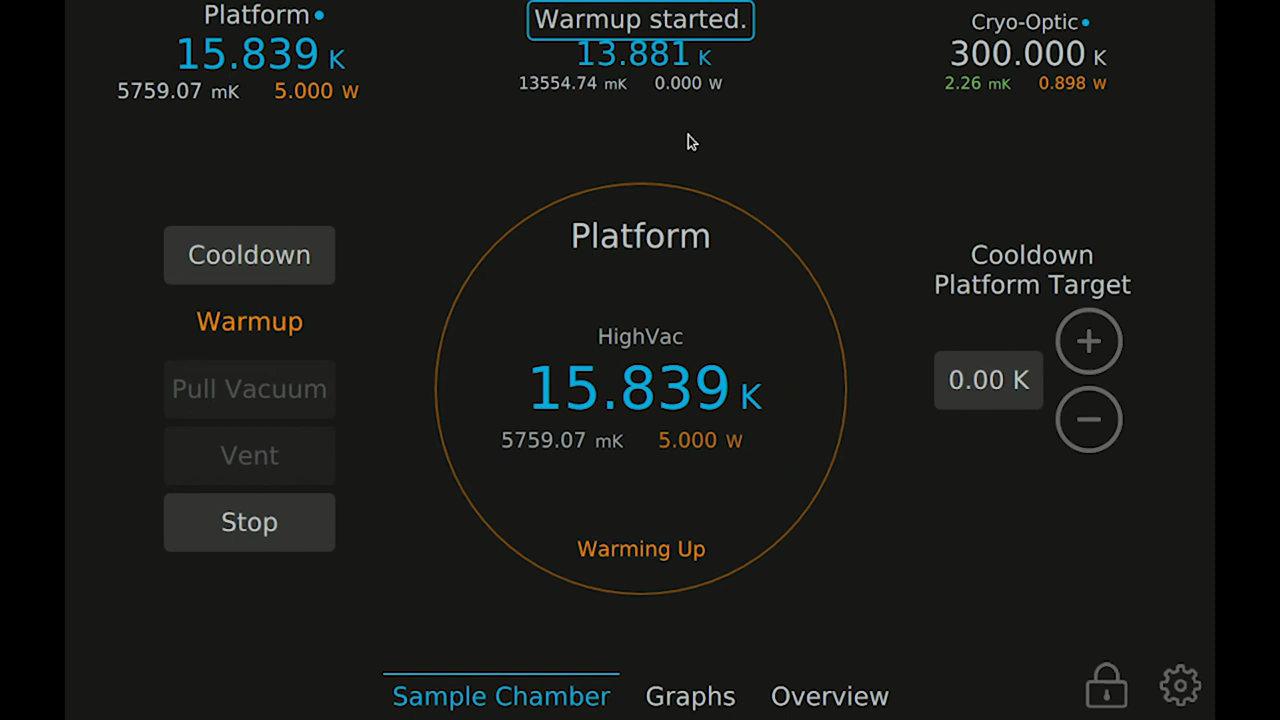 Platform
15.839 K
5759.07 mK 5.000 W
Warmup started.
13.881 K
13554.74 mK 0.000 W
Cryo-Optic
300.000 K
2.26 mK 0.898 W
Cooldown
Warmup
Pull Vacuum
Vent
Stop
Platform
HighVac
15.839 K
5759.07 mK 5.000 W
Warming Up
Cooldown
Platform Target
0.00 K
+
−
Sample Chamber Graphs Overview